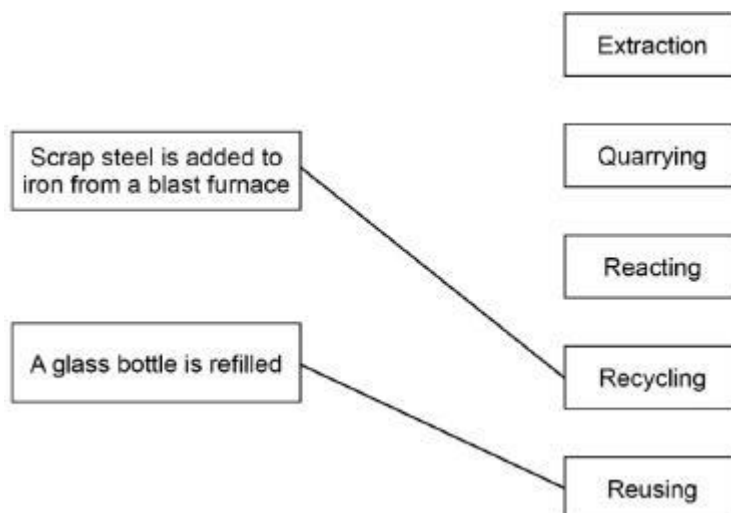 Extraction
Scrap steel is added to
iron from a blast furnace
Quarrying
Reacting
A glass bottle is refilled
Recycling
Reusing